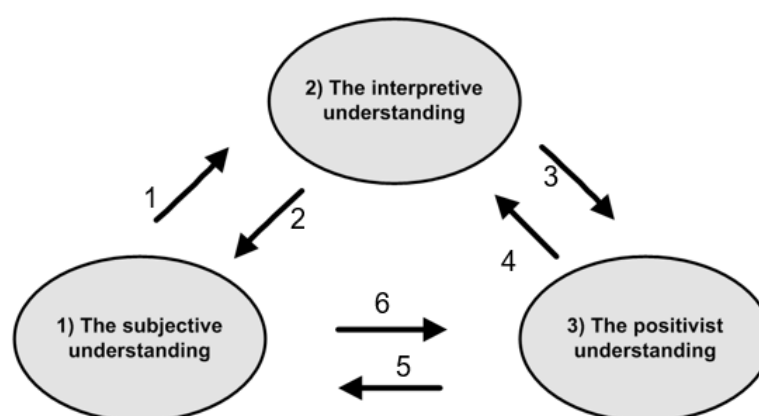 2) The interpretive
understanding
1
2
3
4
1) The subjective
understanding
6
5
3) The positivist
understanding